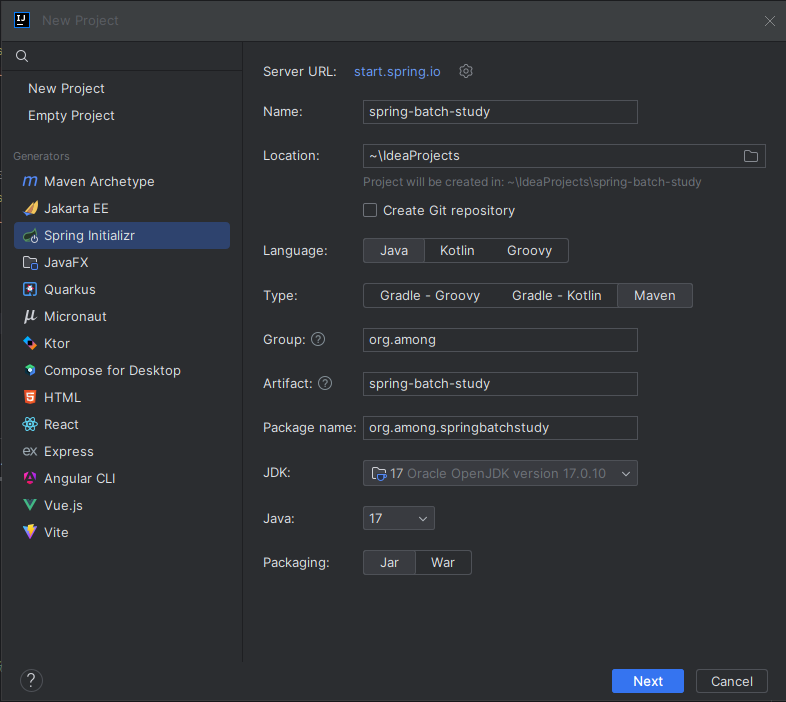 New Project
New Project
Empty Project
Generators
Maven Archetype
Jakarta EE
Spring Initializr
JavaFX
Quarkus
Micronaut
Ktor
Compose for Desktop
HTML
React
ex Express
Angular CLI
Vue.js
Vite
Server URL: start.spring.io
Name: spring-batch-study
Location: ~\IdeaProjects
Project will be created in: ~\IdeaProjects\spring-batch-study
Create Git repository
Language: Java Kotlin Groovy
Type: Gradle - Groovy Gradle - Kotlin Maven
Group: ? org.among
Artifact: ? spring-batch-study
Package name: org.among.springbatchstudy
JDK: 17 Oracle OpenJDK version 17.0.10
Java: 17
Packaging: Jar War
? Next Cancel